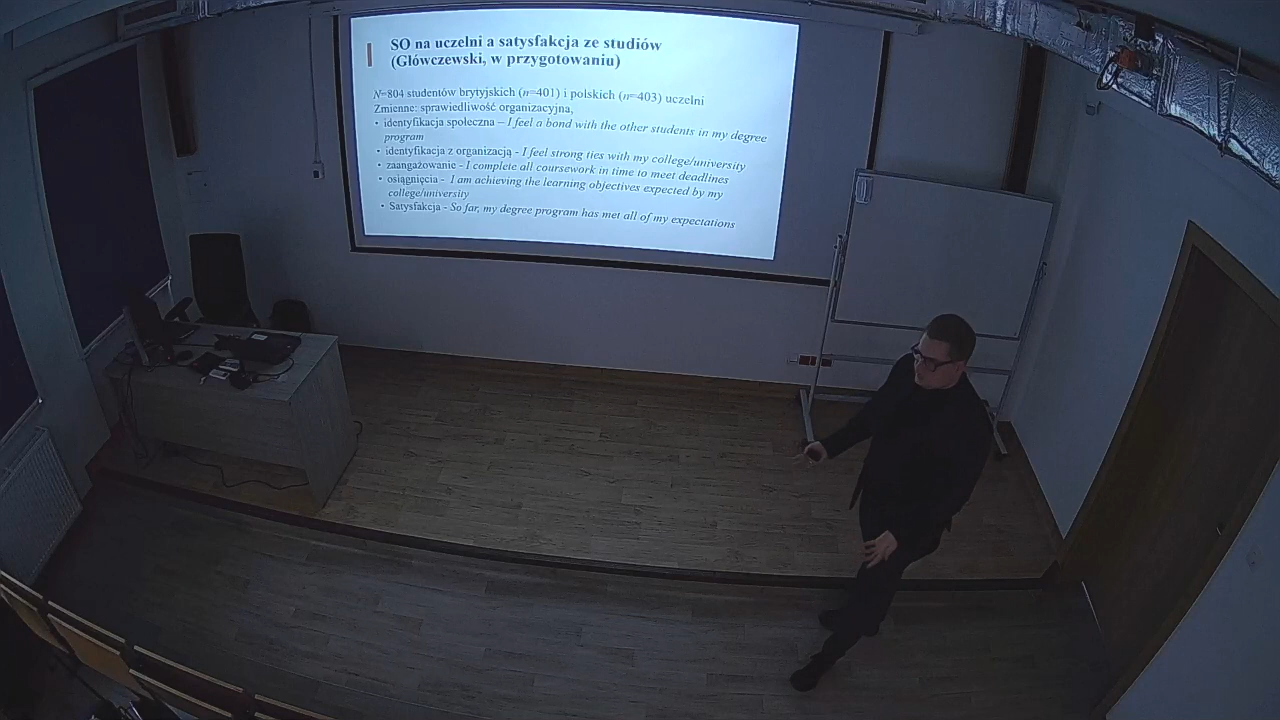 SO na uczelni a satysfakcja ze studiów
(Główczewski, w przygotowaniu)
N=804 studentów brytyjskich (n=401) i polskich (n=403) uczelni
Zmienne: sprawiedliwość organizacyjna,
• identyfikacja społeczna – I feel a bond with the other students in my degree
program
• identyfikacja z organizacją - I feel strong ties with my college/university
• zaangażowanie - I complete all coursework in time to meet deadlines
• osiągnięcia - I am achieving the learning objectives expected by my
college/university
• Satysfakcja - So far, my degree program has met all of my expectations